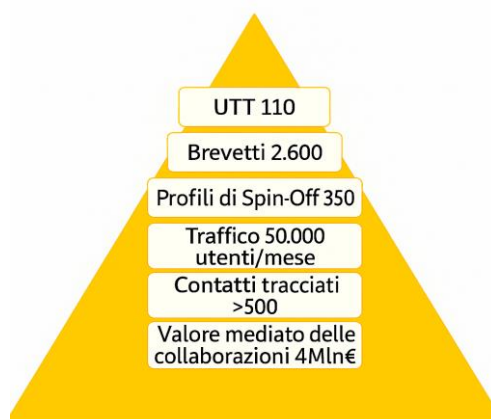 UTT 110
Brevetti 2.600
Profili di Spin-Off 350
Traffico 50.000
utenti/mese
Contatti tracciati
>500
Valore mediato delle
collaborazioni 4Mln€